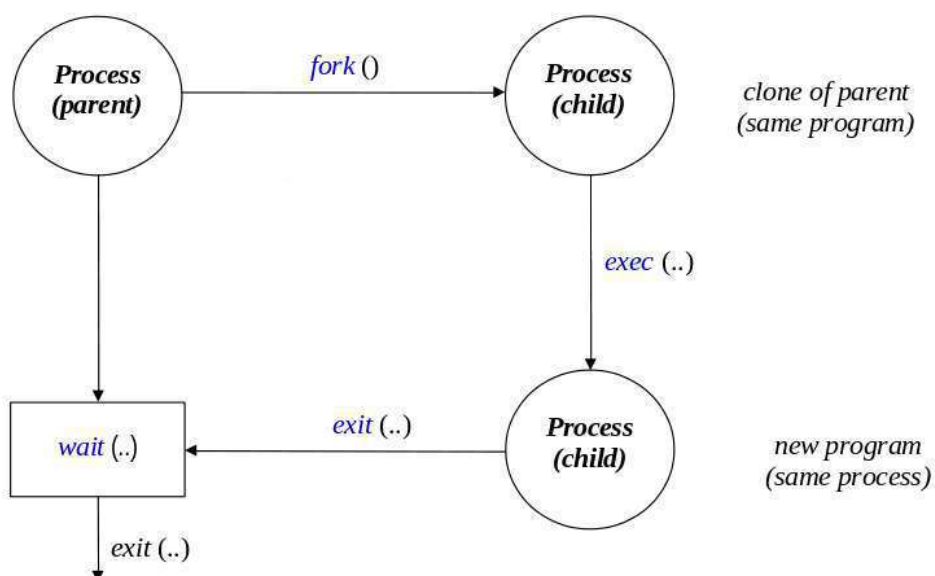 Process
(parent)
fork ()
Process
(child)
clone of parent
(same program)
exec (..)
wait (..)
exit (..)
Process
(child)
new program
(same process)
exit (..)